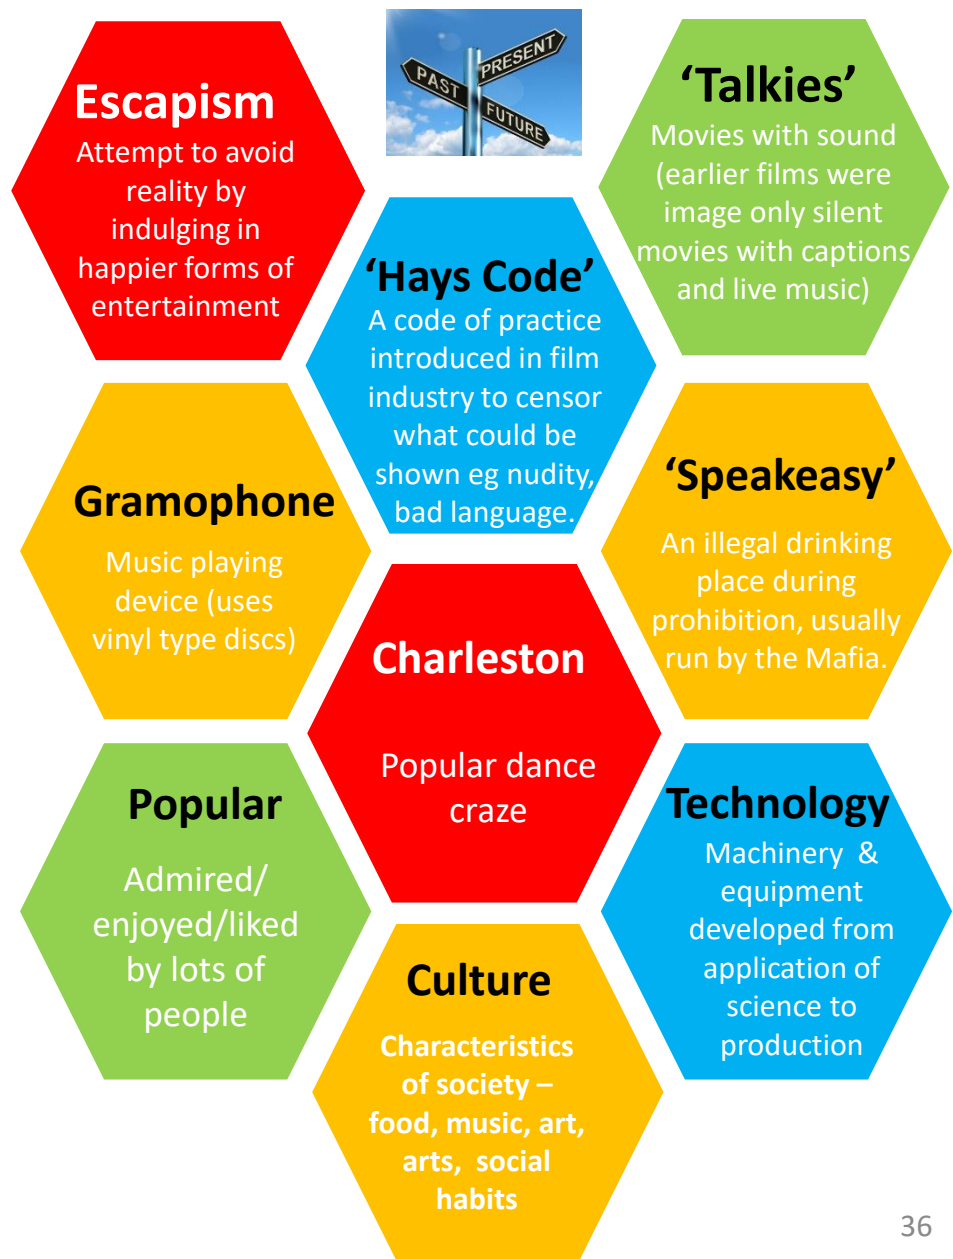 Escapism
Attempt to avoid
reality by
indulging in
happier forms of
entertainment
PAST
PRESENT
FUTURE
‘Talkies’
Movies with sound
(earlier films were
image only silent
movies with captions
and live music)
‘Hays Code’
A code of practice
introduced in film
industry to censor
what could be
shown eg nudity,
bad language.
Gramophone
Music playing
device (uses
vinyl type discs)
‘Speakeasy’
An illegal drinking
place during
prohibition, usually
run by the Mafia.
Charleston
Popular dance
craze
Popular
Admired/
enjoyed/liked
by lots of
people
Technology
Machinery & 
equipment
developed from
application of
science to
production
Culture
Characteristics
of society –
food, music, art,
arts, social
habits
36